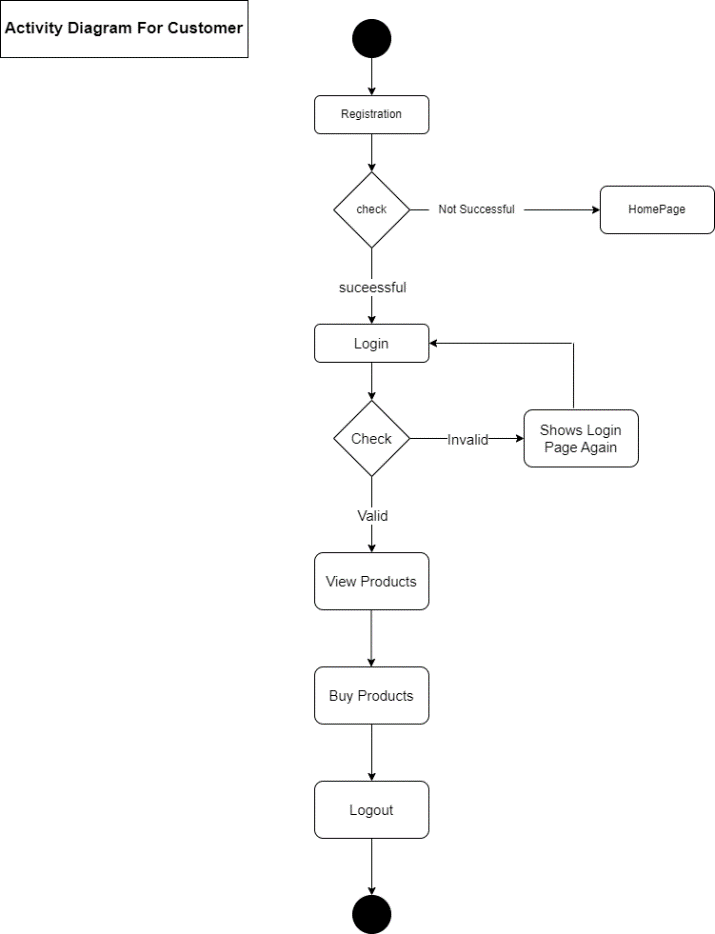 Activity Diagram For Customer
Registration
check
Not Successful
HomePage
suceessful
Login
Check
Invalid
Shows Login
Page Again
Valid
View Products
Buy Products
Logout